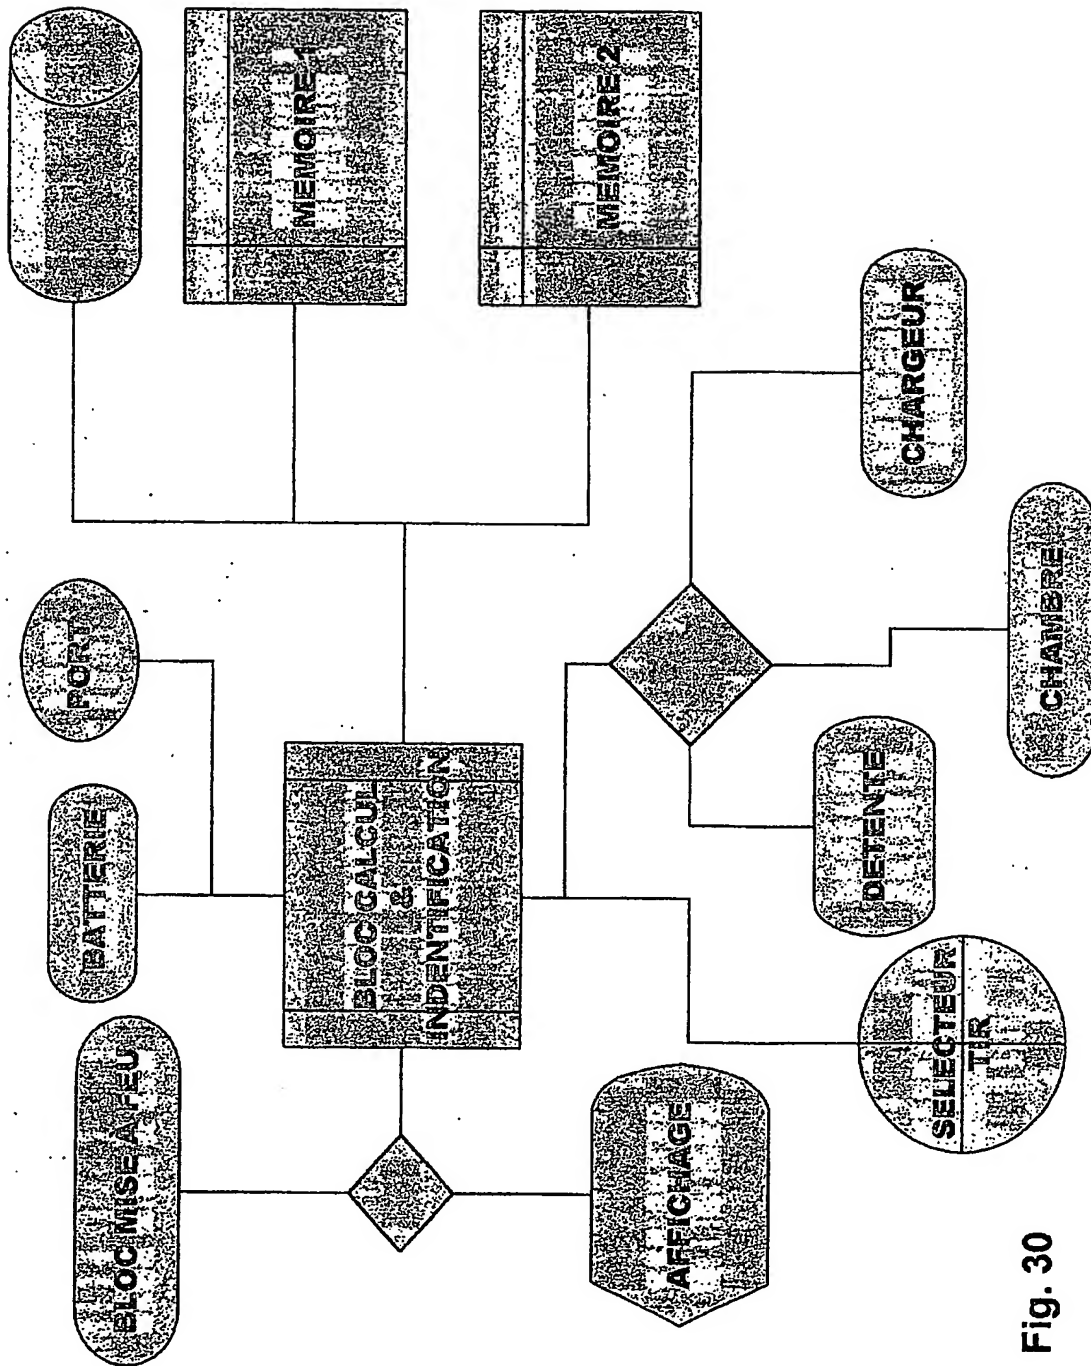 BLOC MISE A FEU
BATTERIE
PORT
MEMOIRE 1
MEMOIRE 2
BLOC CALCUL
&
INDENTIFICATION
AFFICHAGE
SELECTEUR
TIR
DETENTE
CHAMBRE
CHARGEUR
Fig. 30